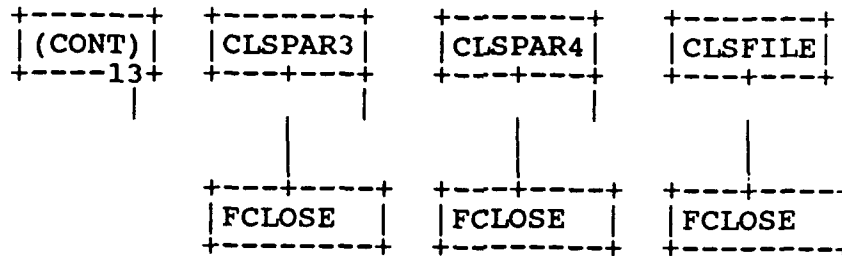 (CONT) CLSPAR3 CLSPAR4 CLSFILE
13
FCLOSE FCLOSE FCLOSE